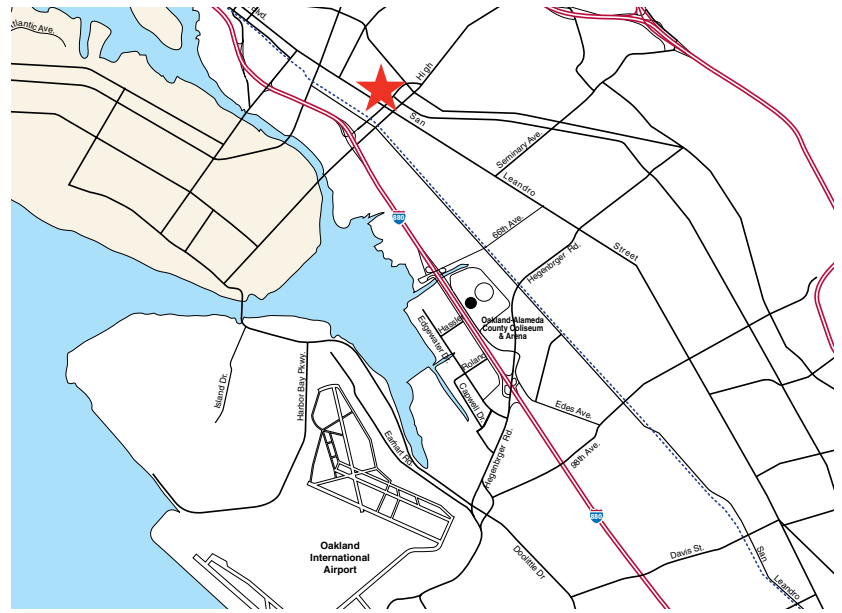 Blvd
Atlantic Ave.
High
San
Seminary Ave.
Leandro
880
66th Ave.
Street
Hegenbrger Rd.
Hassler
Oakland-Alameda
County Coliseum
& Arena
Edgewater Dr.
Roland
Island Dr.
Harbor Bay Pkwy.
Capwell Dr.
Edes Ave.
Earhart Rd.
Hegenbrger Rd.
98th Ave.
880
Oakland
International
Airport
Doolittle Dr.
Davis St.
San
Leandro